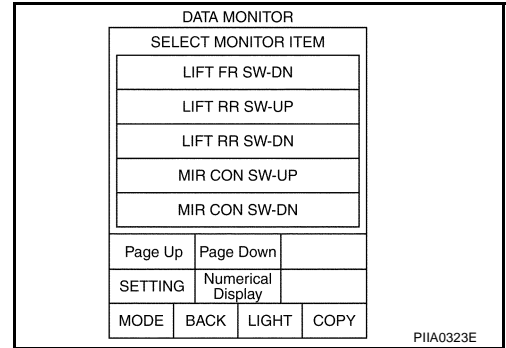 DATA MONITOR
SELECT MONITOR ITEM
LIFT FR SW-DN
LIFT RR SW-UP
LIFT RR SW-DN
MIR CON SW-UP
MIR CON SW-DN
Page Up Page Down
SETTING Numerical
Display
MODE BACK LIGHT COPY
PIIA0323E